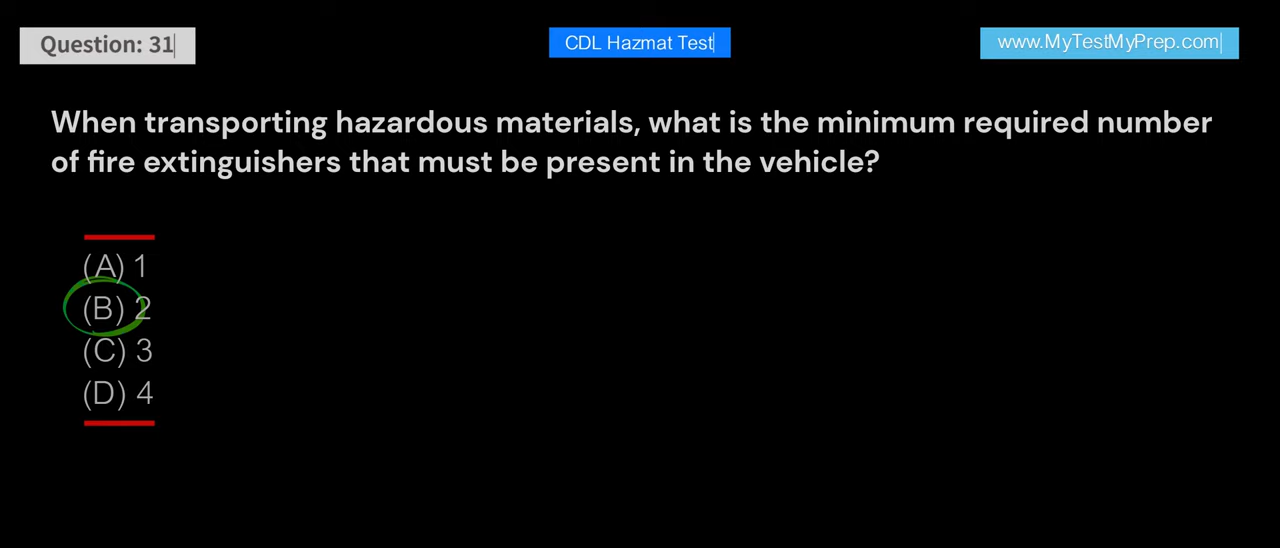 Question: 31
CDL Hazmat Test
www.MyTestMyPrep.com
When transporting hazardous materials, what is the minimum required number
of fire extinguishers that must be present in the vehicle?
(A) 1
(B) 2
(C) 3
(D) 4